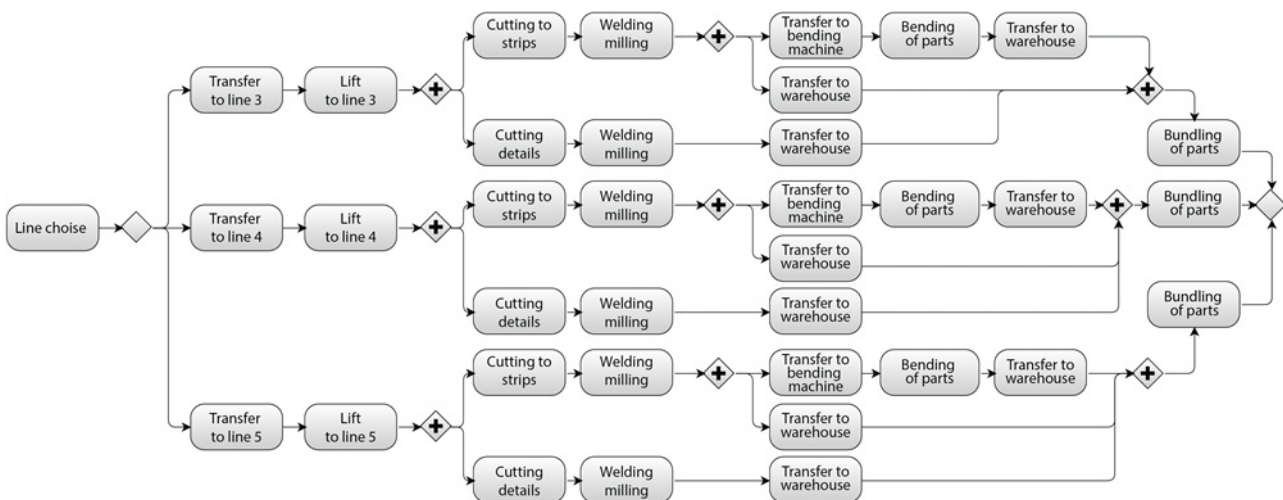 Line choise
Transfer
to line 3
Lift
to line 3
Cutting to
strips
Welding
milling
Transfer to
bending
machine
Bending
of parts
Transfer to
warehouse
Transfer to
warehouse
Cutting
details
Welding
milling
Transfer to
warehouse
Bundling
of parts
Transfer
to line 4
Lift
to line 4
Cutting to
strips
Welding
milling
Transfer to
bending
machine
Bending
of parts
Transfer to
warehouse
Bundling
of parts
Transfer to
warehouse
Cutting
details
Welding
milling
Transfer to
warehouse
Bundling
of parts
Transfer
to line 5
Lift
to line 5
Cutting to
strips
Welding
milling
Transfer to
bending
machine
Bending
of parts
Transfer to
warehouse
Transfer to
warehouse
Cutting
details
Welding
milling
Transfer to
warehouse